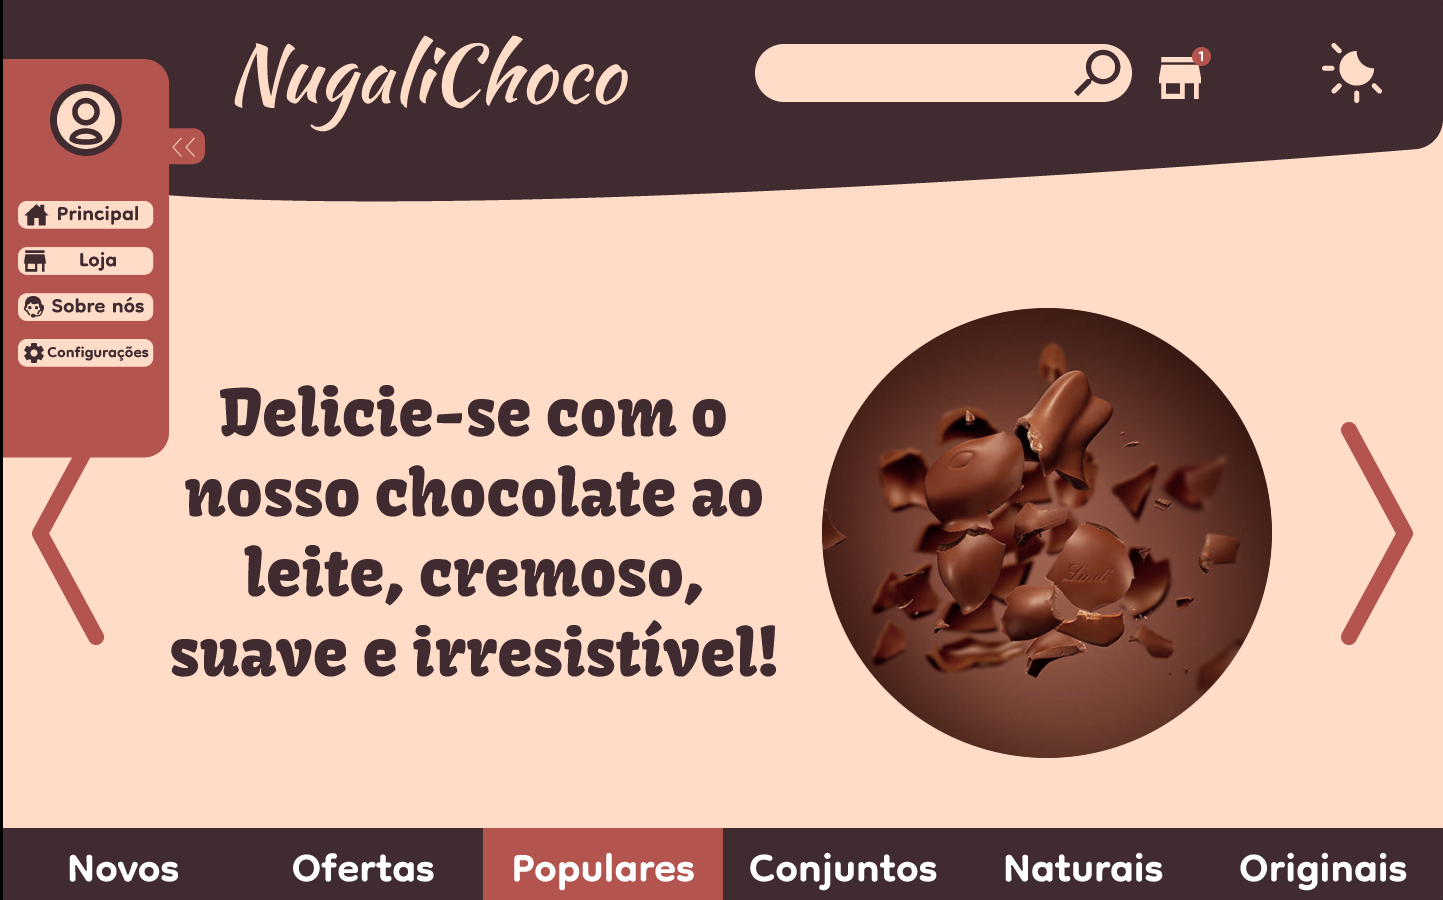 NugaliChoco
1
Principal
Loja
Sobre nós
Configurações
Delicie-se com o
nosso chocolate ao
leite, cremoso,
suave e irresistível!
Lindt
Novos
Ofertas
Populares
Conjuntos
Naturais
Originais